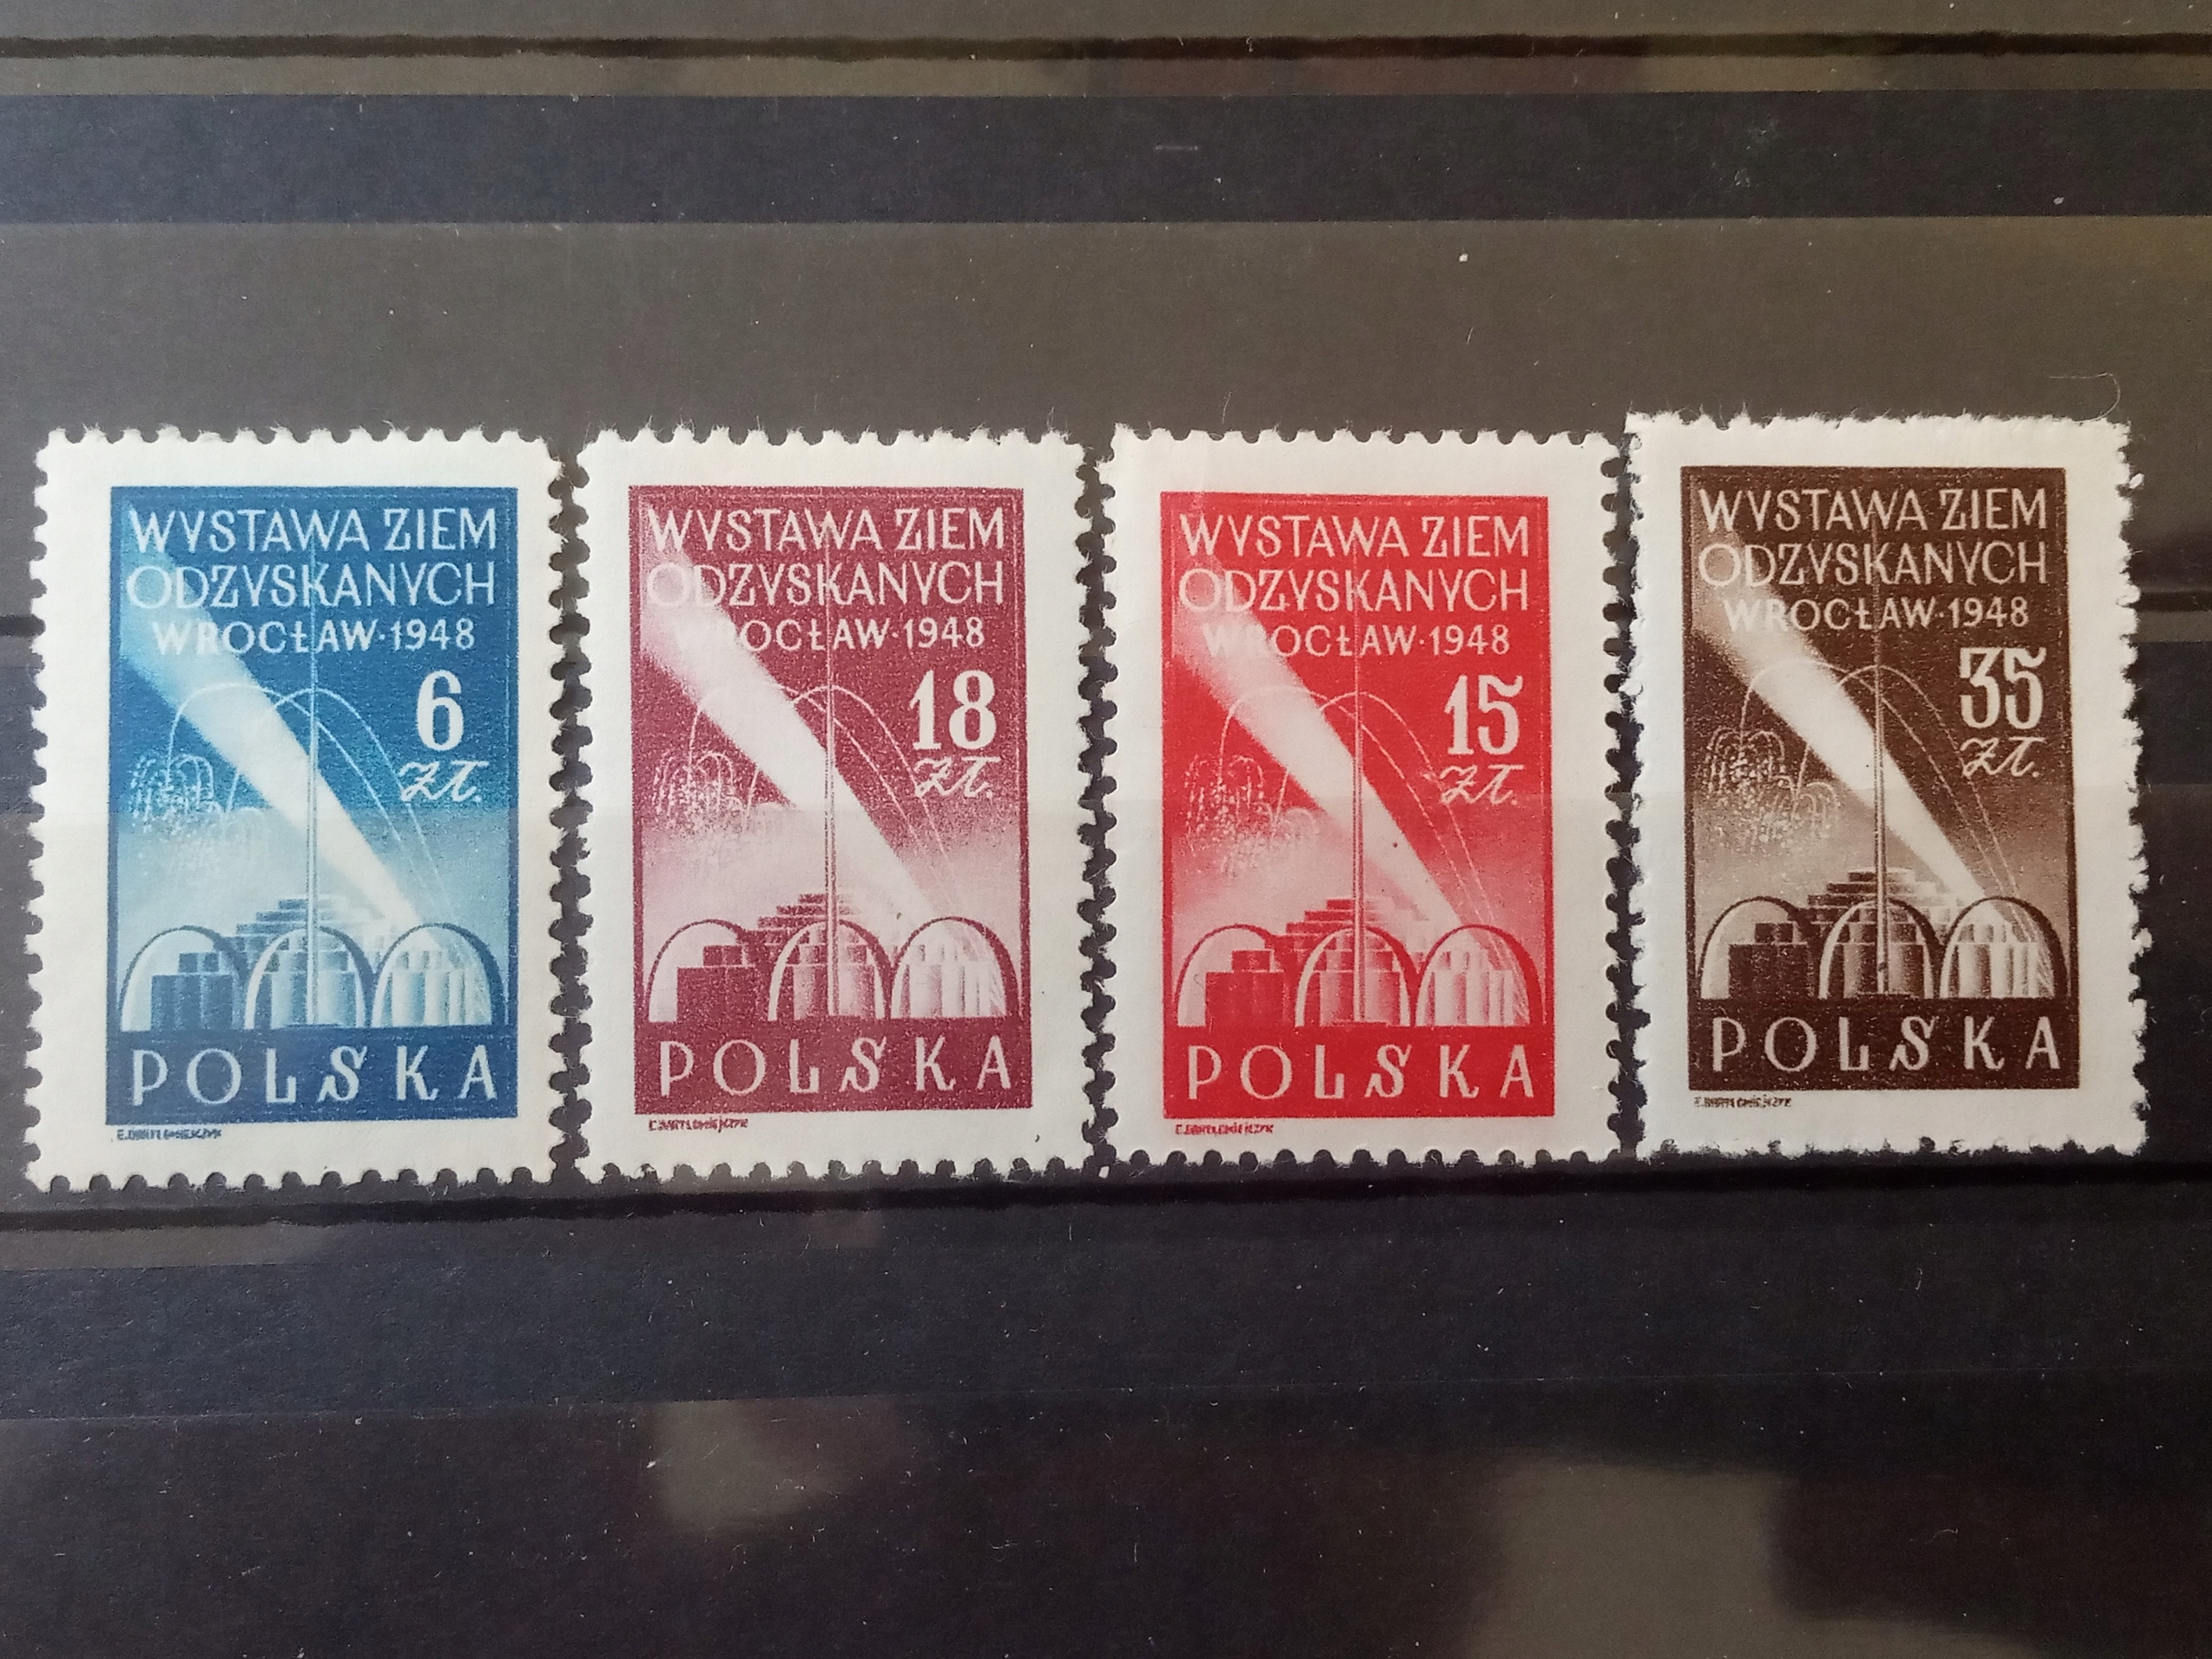 WYSTAWA ZIEM
ODZYSKANYCH
WROCŁAW·1948
6
ZŁ.
POLSKA
WYSTAWA ZIEM
ODZYSKANYCH
WROCŁAW·1948
18
ZŁ.
POLSKA
WYSTAWA ZIEM
ODZYSKANYCH
WROCŁAW·1948
15
ZŁ.
POLSKA
WYSTAWA ZIEM
ODZYSKANYCH
WROCŁAW·1948
35
ZŁ.
POLSKA